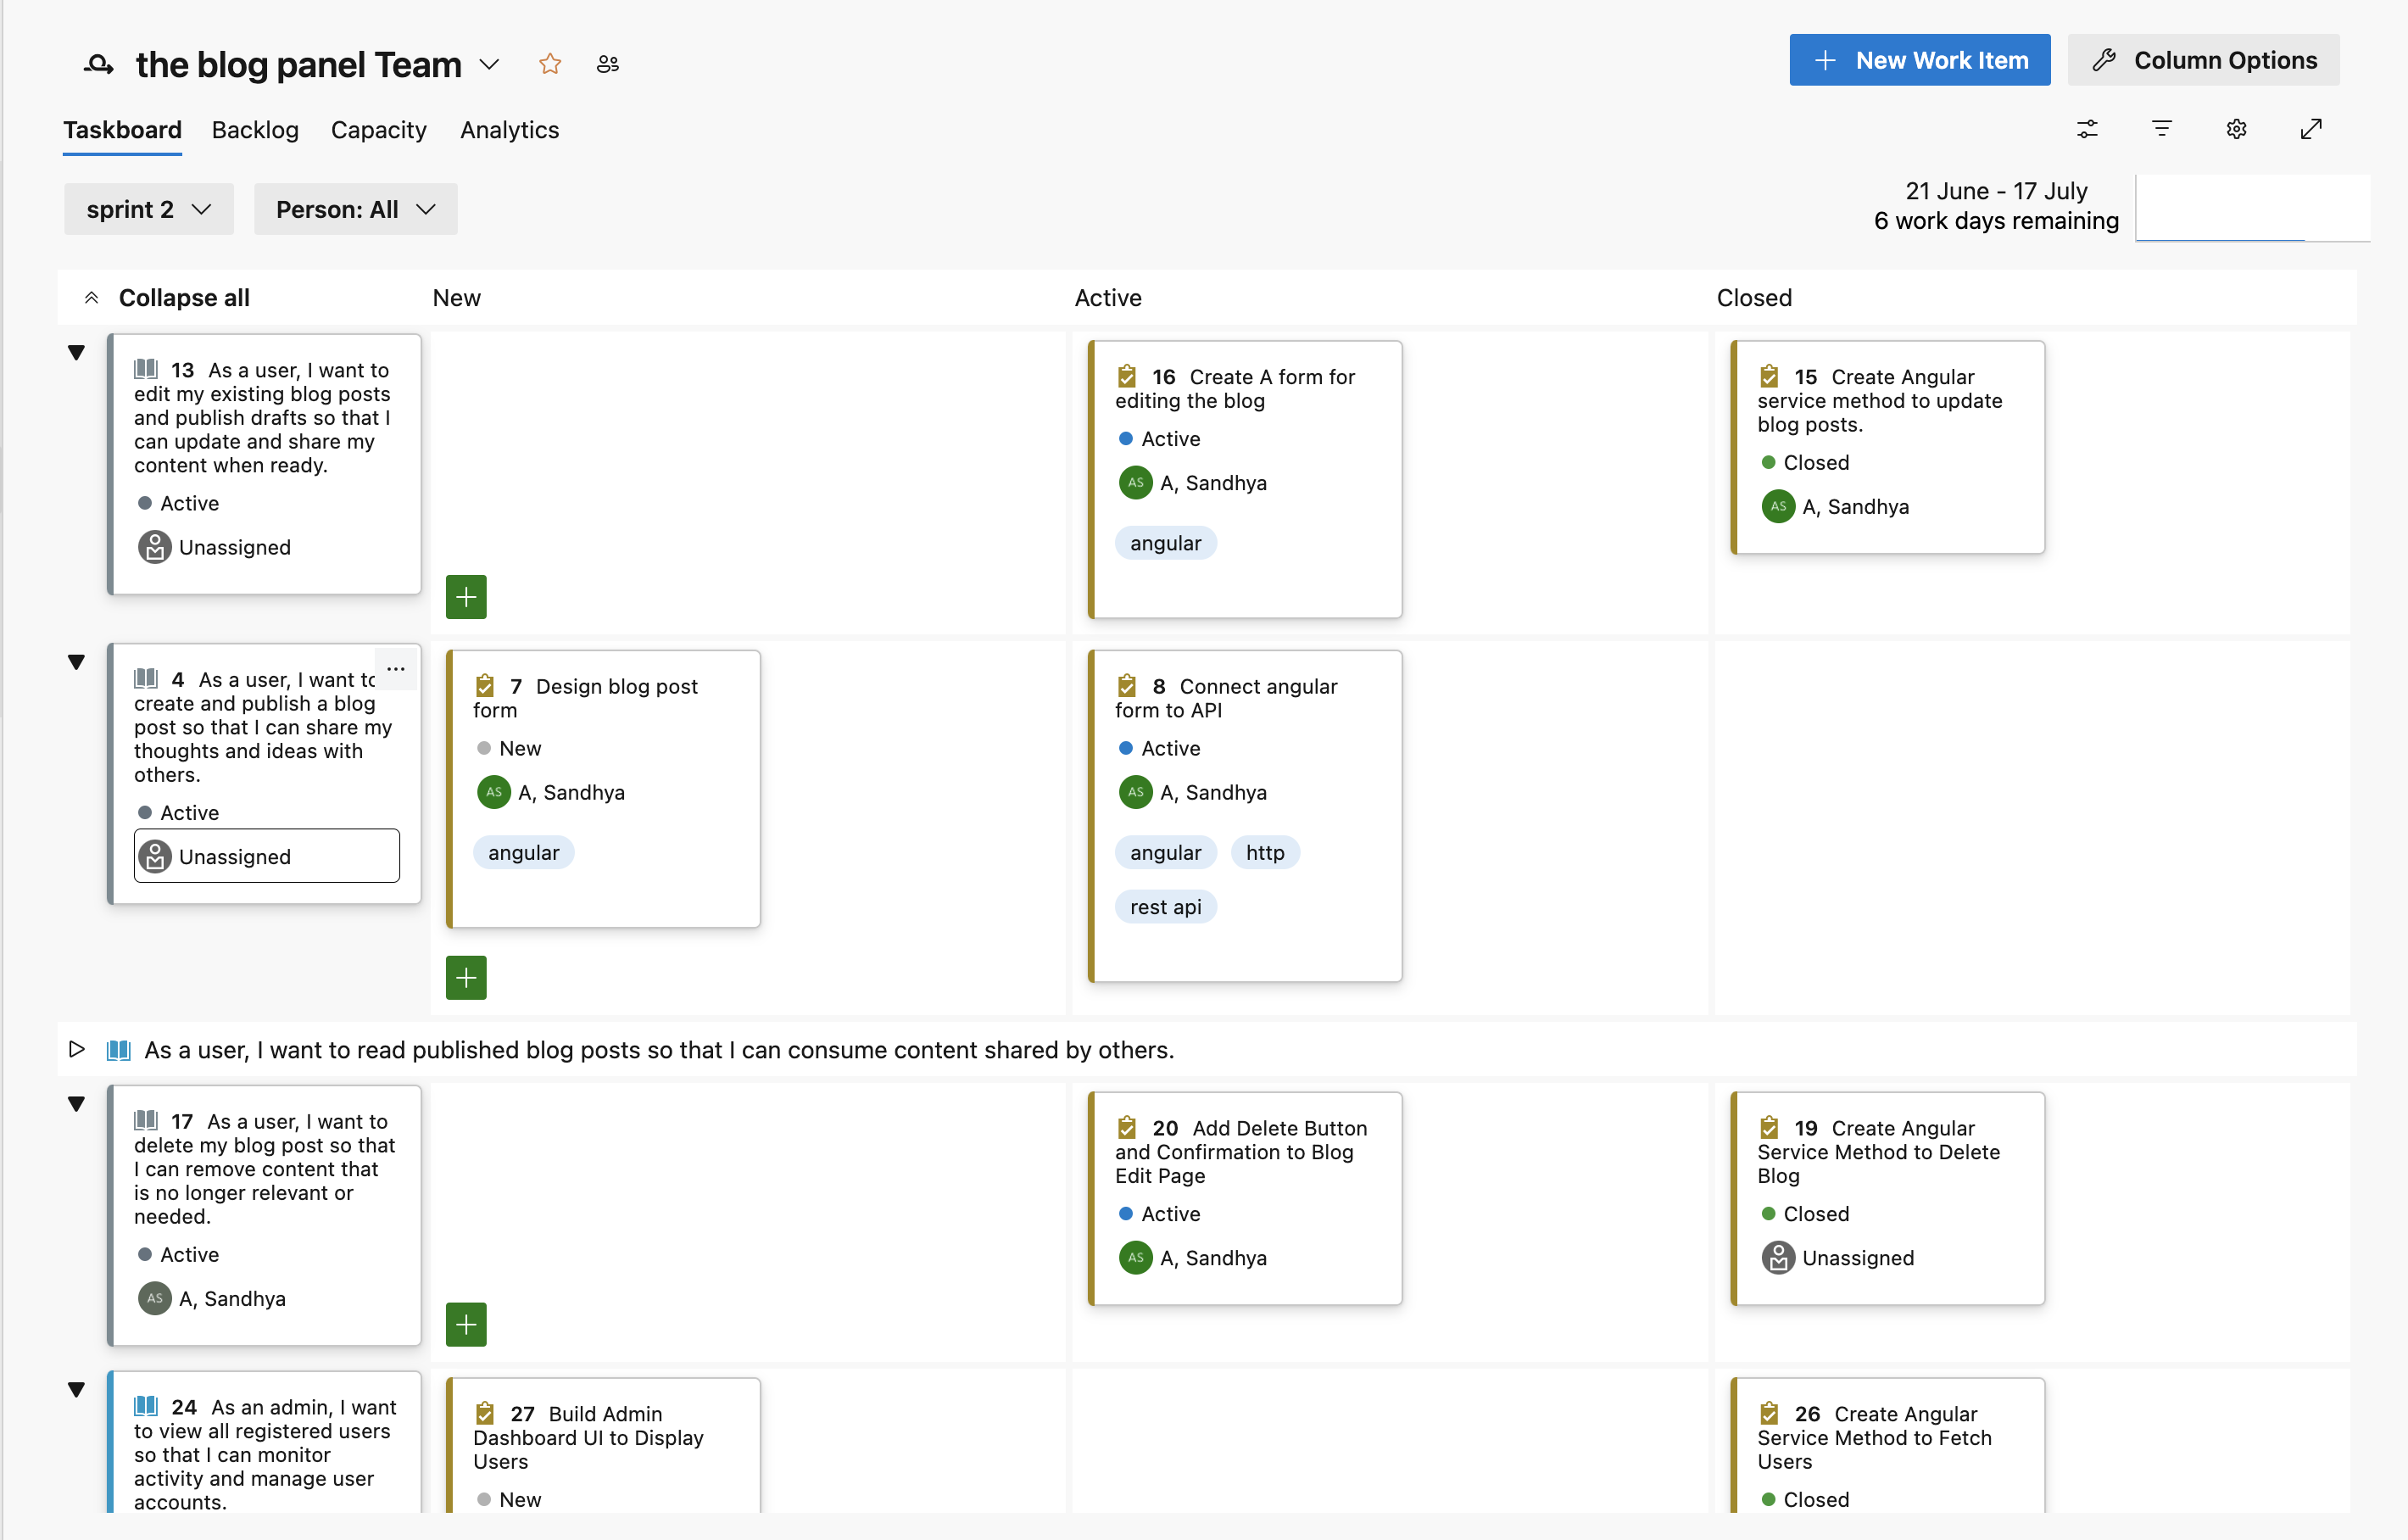 the blog panel Team
New Work Item
Column Options
Taskboard
Backlog
Capacity
Analytics
sprint 2
Person: All
21 June - 17 July
6 work days remaining
Collapse all
New
Active
Closed
13 As a user, I want to
edit my existing blog posts
and publish drafts so that I
can update and share my
content when ready.
Active
Unassigned
16 Create A form for
editing the blog
Active
AS A, Sandhya
angular
15 Create Angular
service method to update
blog posts.
Closed
AS A, Sandhya
4 As a user, I want to
create and publish a blog
post so that I can share my
thoughts and ideas with
others.
Active
Unassigned
7 Design blog post
form
New
AS A, Sandhya
angular
8 Connect angular
form to API
Active
AS A, Sandhya
angular http
rest api
As a user, I want to read published blog posts so that I can consume content shared by others.
17 As a user, I want to
delete my blog post so that
I can remove content that
is no longer relevant or
needed.
Active
AS A, Sandhya
20 Add Delete Button
and Confirmation to Blog
Edit Page
Active
AS A, Sandhya
19 Create Angular
Service Method to Delete
Blog
Closed
Unassigned
24 As an admin, I want
to view all registered users
so that I can monitor
activity and manage user
accounts.
27 Build Admin
Dashboard UI to Display
Users
New
26 Create Angular
Service Method to Fetch
Users
Closed